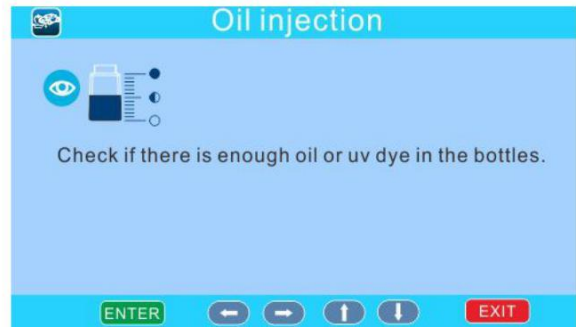 Oil injection
Check if there is enough oil or uv dye in the bottles.
ENTER
EXIT